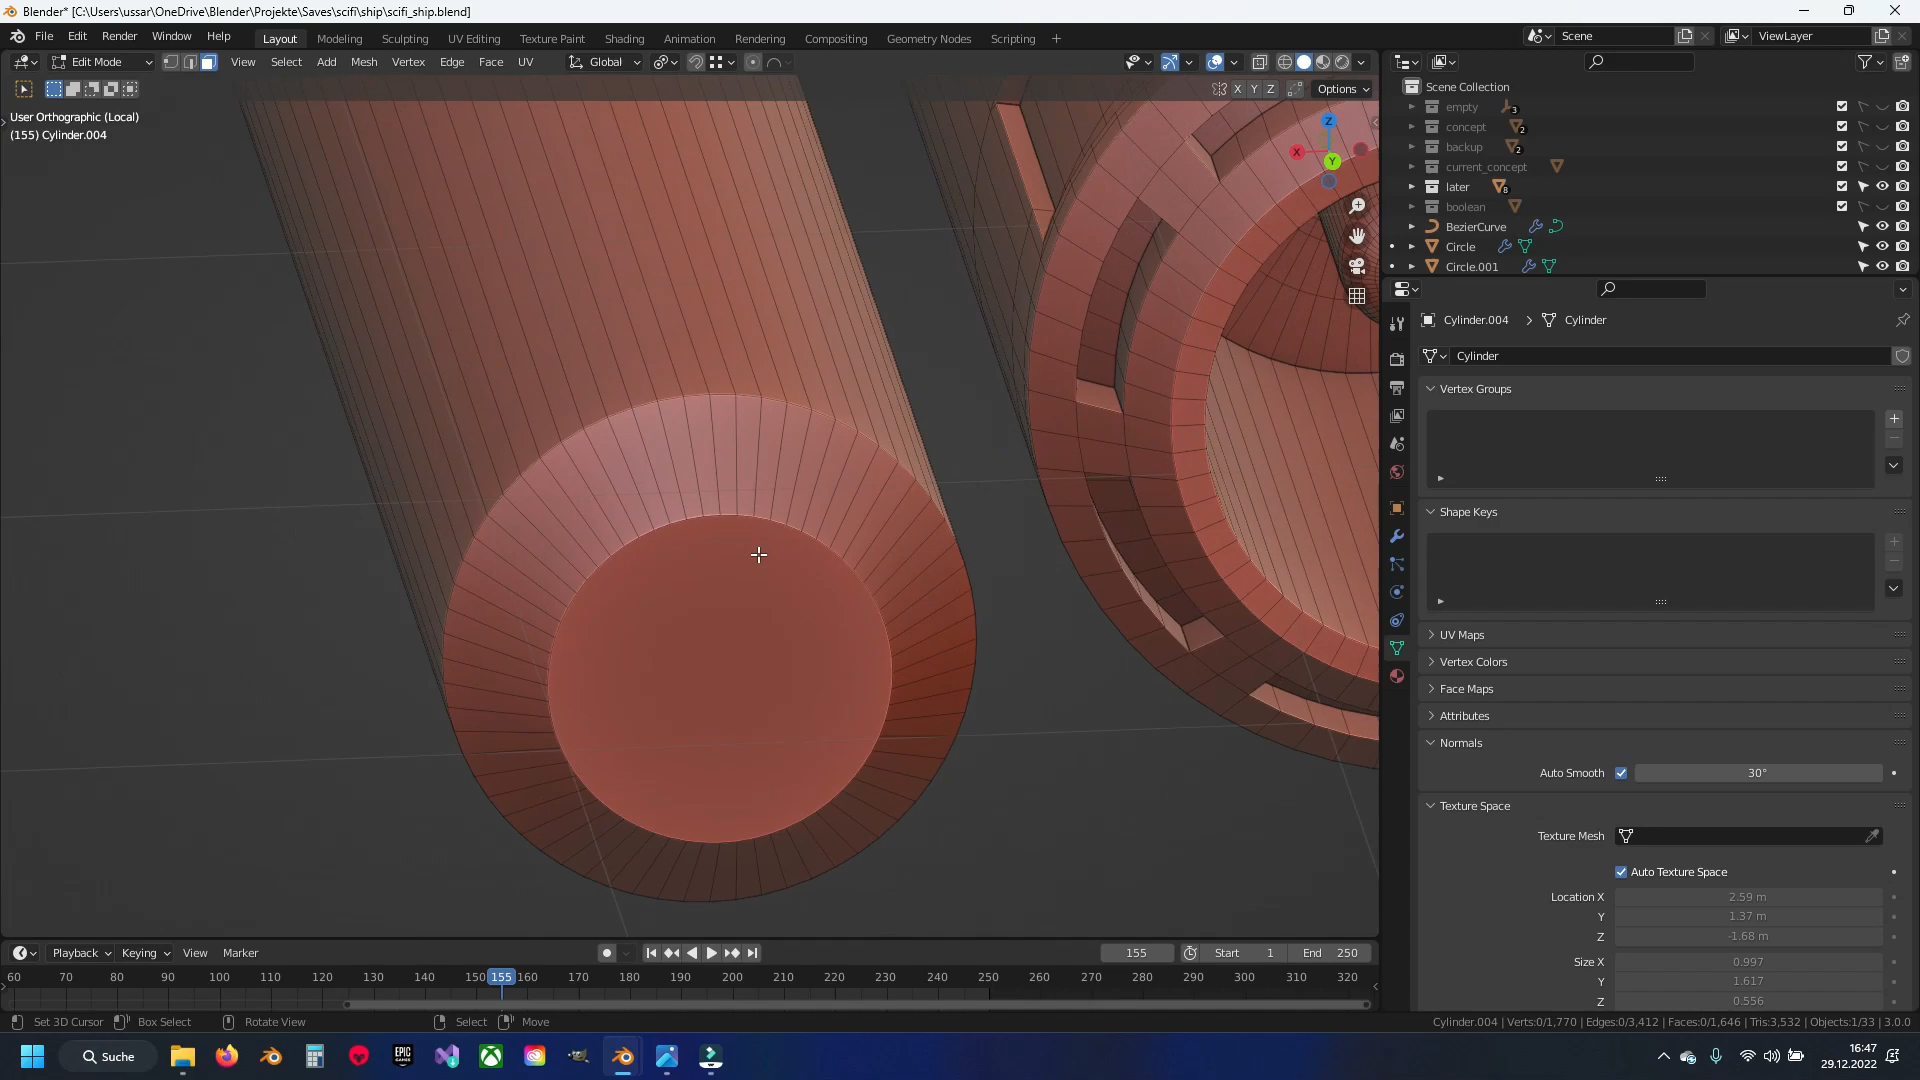 Blender* [C:\Users\ussar\OneDrive\Blender\Projekte\Saves\scifi\ship\scifi_ship.blend]
File Edit Render Window Help Layout Modeling Sculpting UV Editing Texture Paint Shading Animation Rendering Compositing Geometry Nodes Scripting + Scene ViewLayer
Edit Mode View Select Add Mesh Vertex Edge Face UV Global
X Y Z Options
User Orthographic (Local)
(155) Cylinder.004
Z
X
Y
Scene Collection
empty 3
concept 2
backup 2
current_concept
later 8
boolean
BezierCurve
Circle
Circle.001
Cylinder.004 Cylinder
Cylinder
Vertex Groups
Shape Keys
UV Maps
Vertex Colors
Face Maps
Attributes
Normals
Auto Smooth 30°
Texture Space
Texture Mesh
Auto Texture Space
Location X 2.59 m
Y 1.37 m
Z -1.68 m
Size X 0.997
Y 1.617
Z 0.556
Playback Keying View Marker 155 Start 1 End 250
60 70 80 90 100 110 120 130 140 150 155 160 170 180 190 200 210 220 230 240 250 260 270 280 290 300 310 320
Set 3D Cursor Box Select Rotate View Select Move Cylinder.004 | Verts:0/1,770 | Edges:0/3,412 | Faces:0/1,646 | Tris:3,532 | Objects:1/33 | 3.0.0
Suche
EPIC GAMES
16:47
29.12.2022